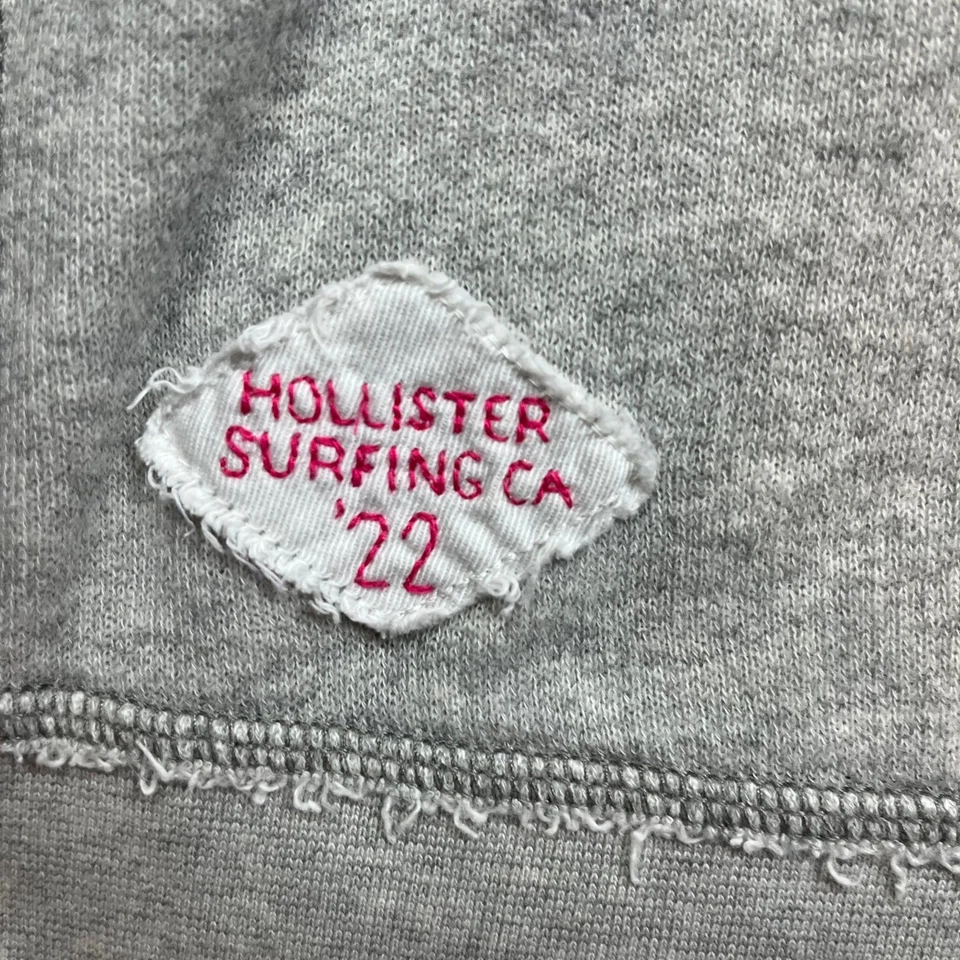 HOLLISTER
SURFING CA
'22